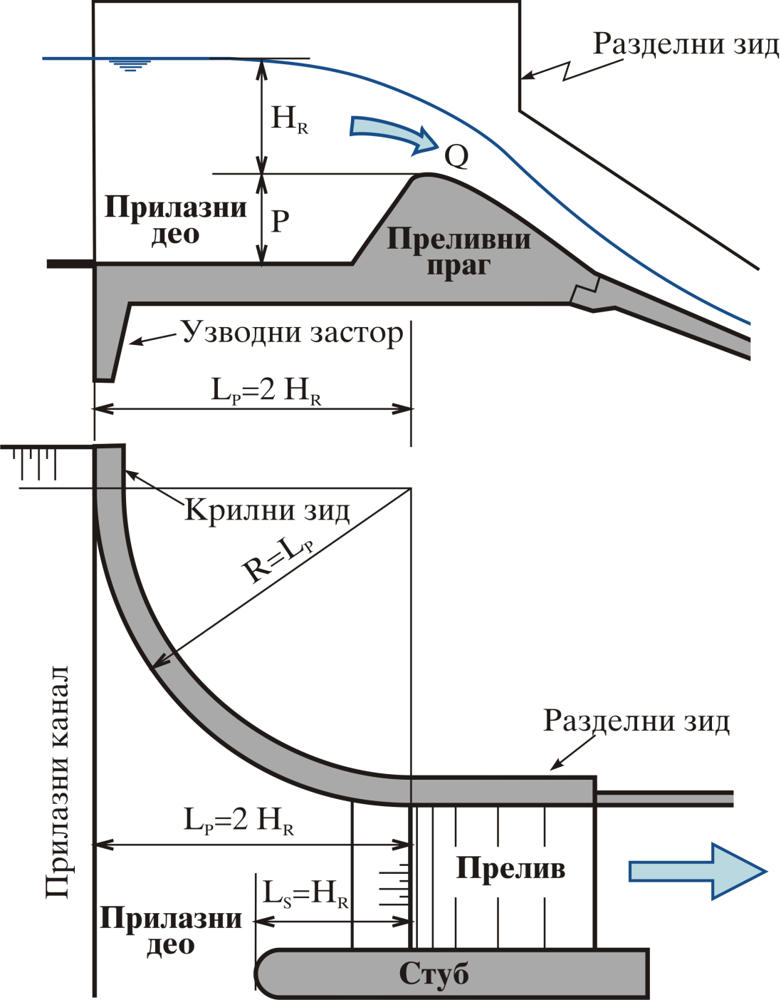 Разделни зид
H_R
Q
Прилазни
део
P
Преливни
праг
Узводни застор
L_P=2 H_R
Крилни зид
R=L_P
Прилазни канал
Разделни зид
L_P=2 H_R
Прелив
L_S=H_R
Прилазни
део
Стуб